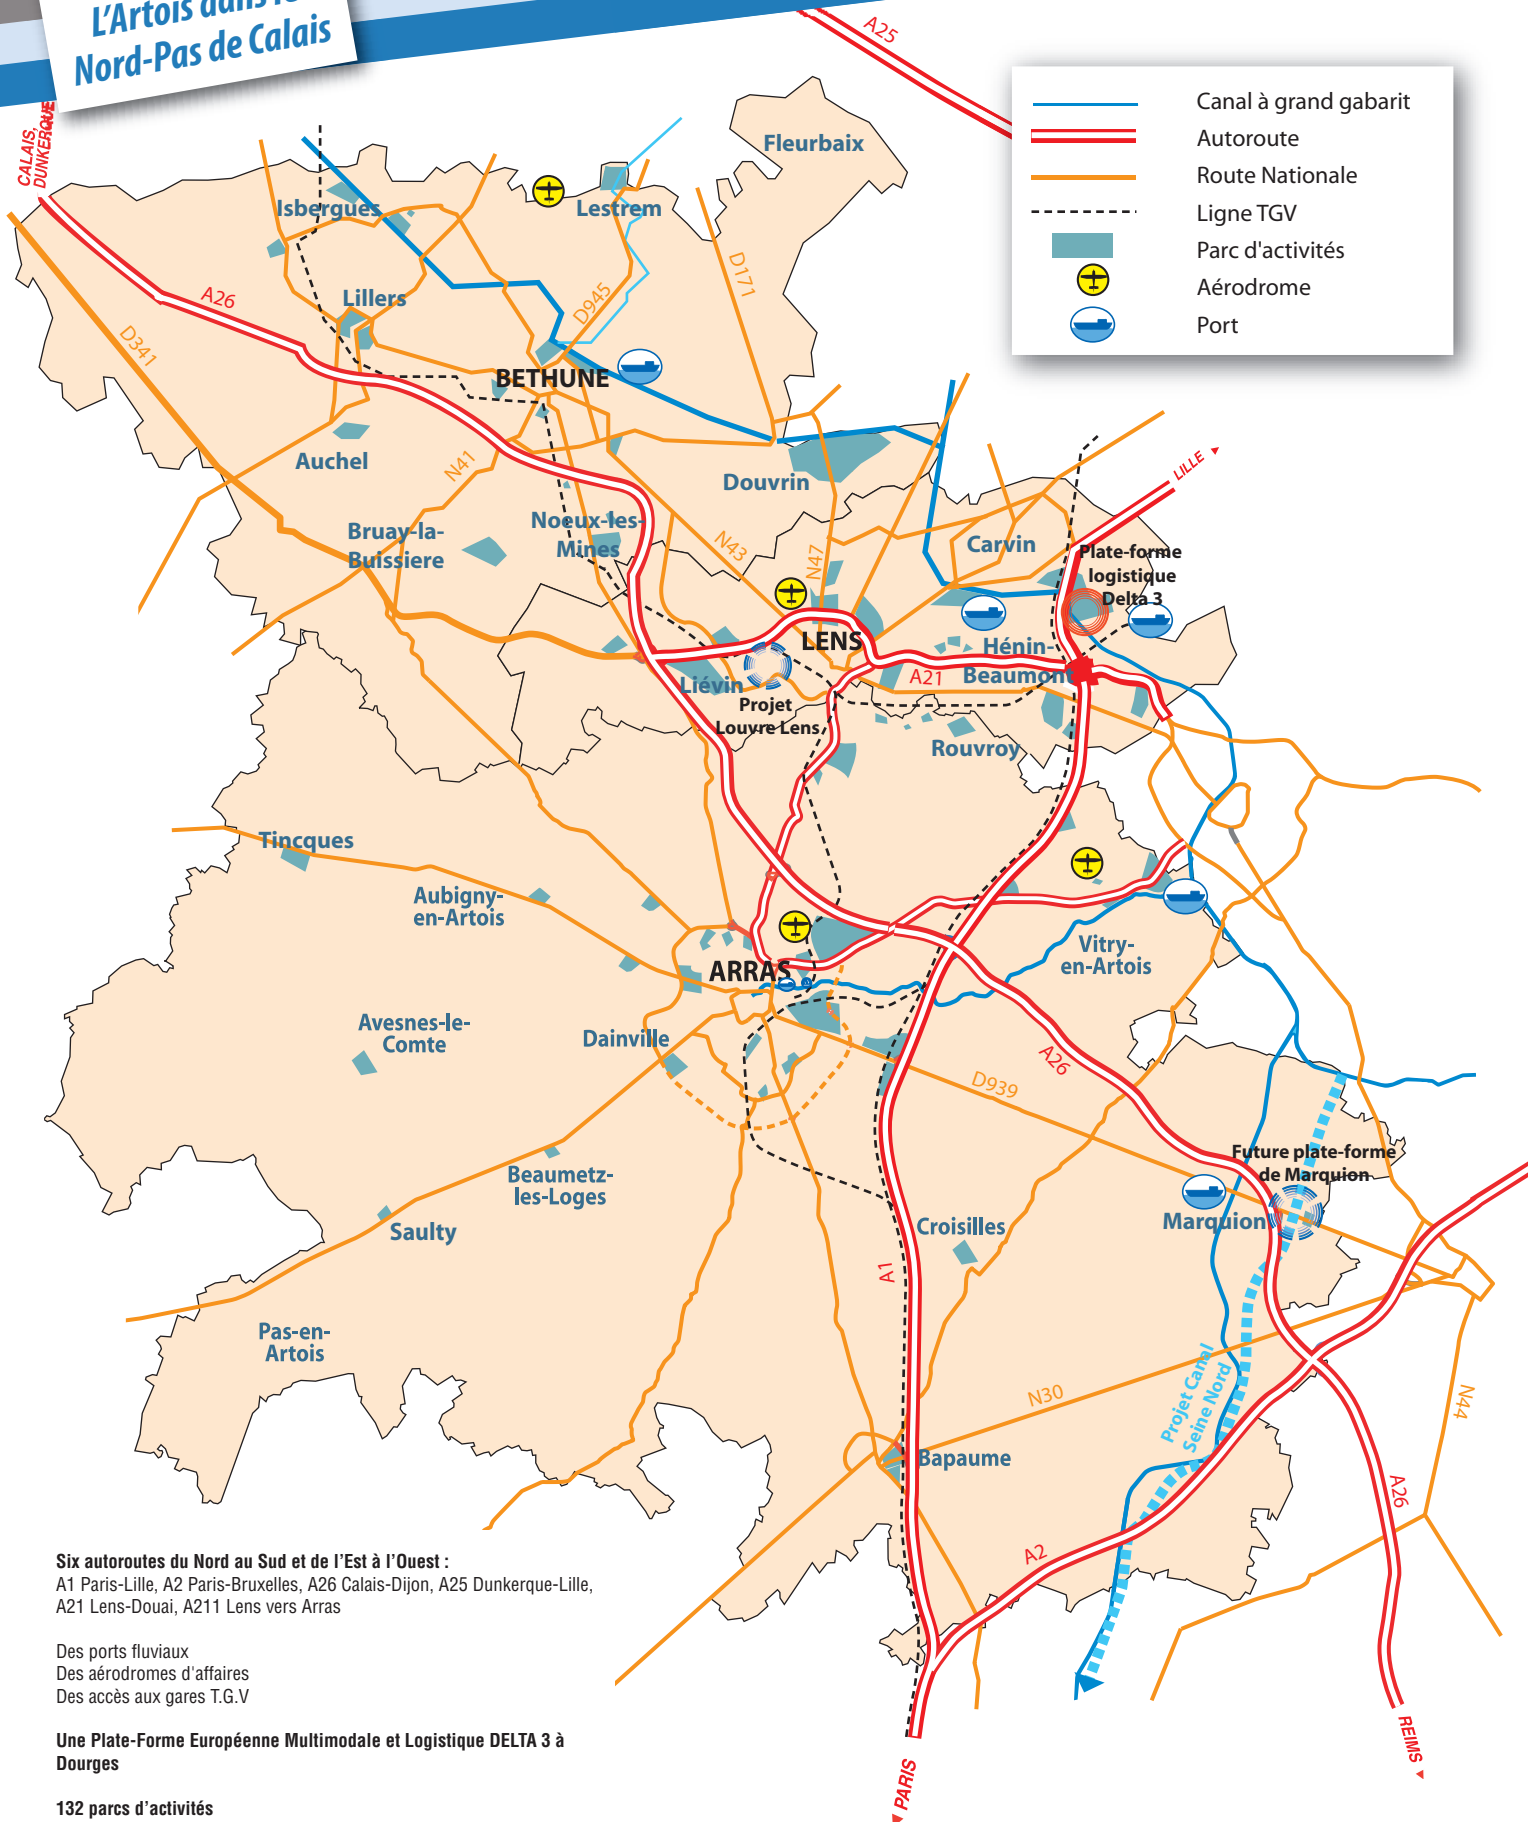 L'Artois dans le
Nord-Pas de Calais
A25
CALAIS,
DUNKERQUE
Canal à grand gabarit
Autoroute
Route Nationale
Ligne TGV
Parc d'activités
Aérodrome
Port
Fleurbaix
Isbergues
Lestrem
D171
A26
Lillers
D945
D341
BETHUNE
Auchel
N41
Douvrin
LILLE
Bruay-la-
Buissiere
Noeux-les-
Mines
N43
N47
Carvin
Plate-forme
logistique
Delta 3
LENS
Hénin-
Beaumont
A21
Liévin
Projet
Louvre Lens
Rouvroy
Tincques
Aubigny-
en-Artois
Vitry-
en-Artois
ARRAS
Avesnes-le-
Comte
Dainville
A26
D939
Future plate-forme
de Marquion
Beaumetz-
les-Loges
Marquion
Saulty
Croisilles
A1
Pas-en-
Artois
Projet Canal
Seine Nord
N30
N44
Bapaume
A26
A2
REIMS
PARIS
Six autoroutes du Nord au Sud et de l'Est à l'Ouest :
A1 Paris-Lille, A2 Paris-Bruxelles, A26 Calais-Dijon, A25 Dunkerque-Lille,
A21 Lens-Douai, A211 Lens vers Arras
Des ports fluviaux
Des aérodromes d'affaires
Des accès aux gares T.G.V
Une Plate-Forme Européenne Multimodale et Logistique DELTA 3 à
Dourges
132 parcs d'activités